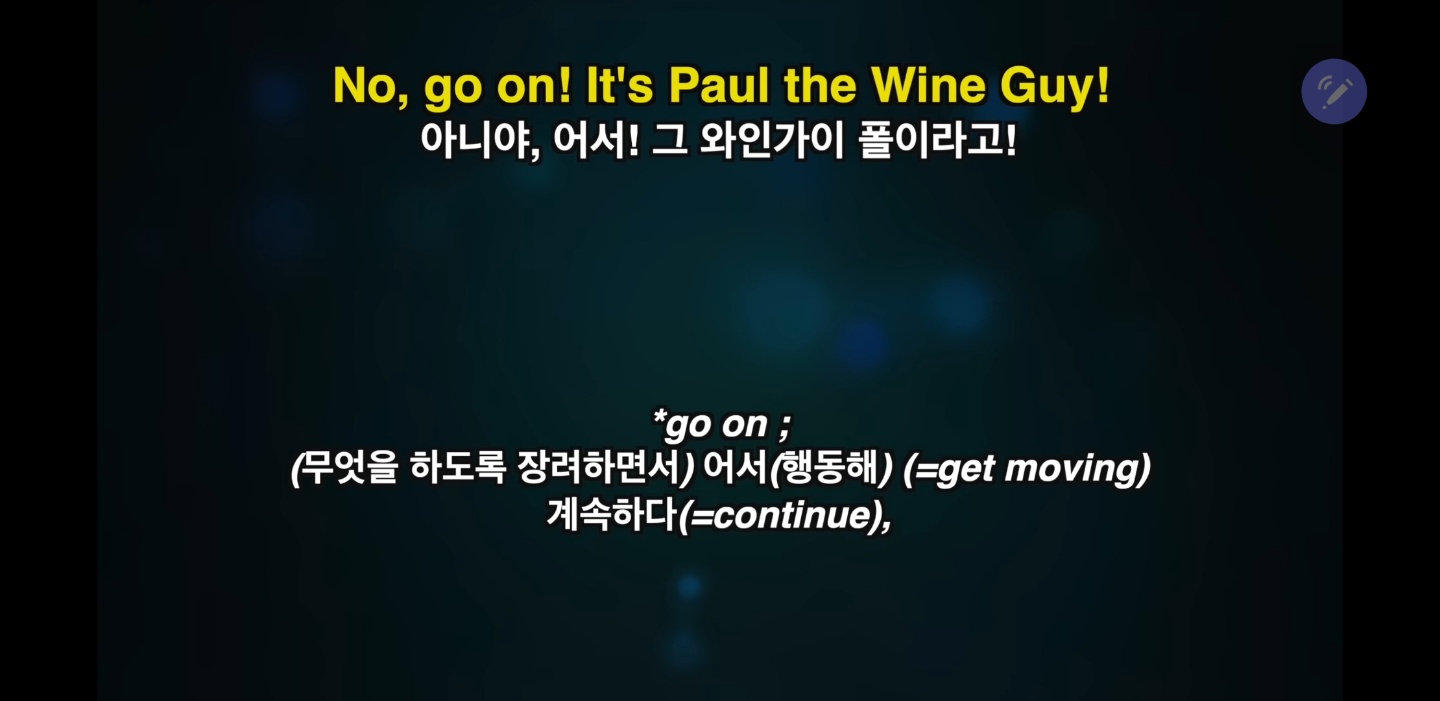 No, go on! It's Paul the Wine Guy!
아니야, 어서! 그 와인가이 폴이라고!
*go on ;
(무엇을 하도록 장려하면서) 어서(행동해) (=get moving)
계속하다(=continue),